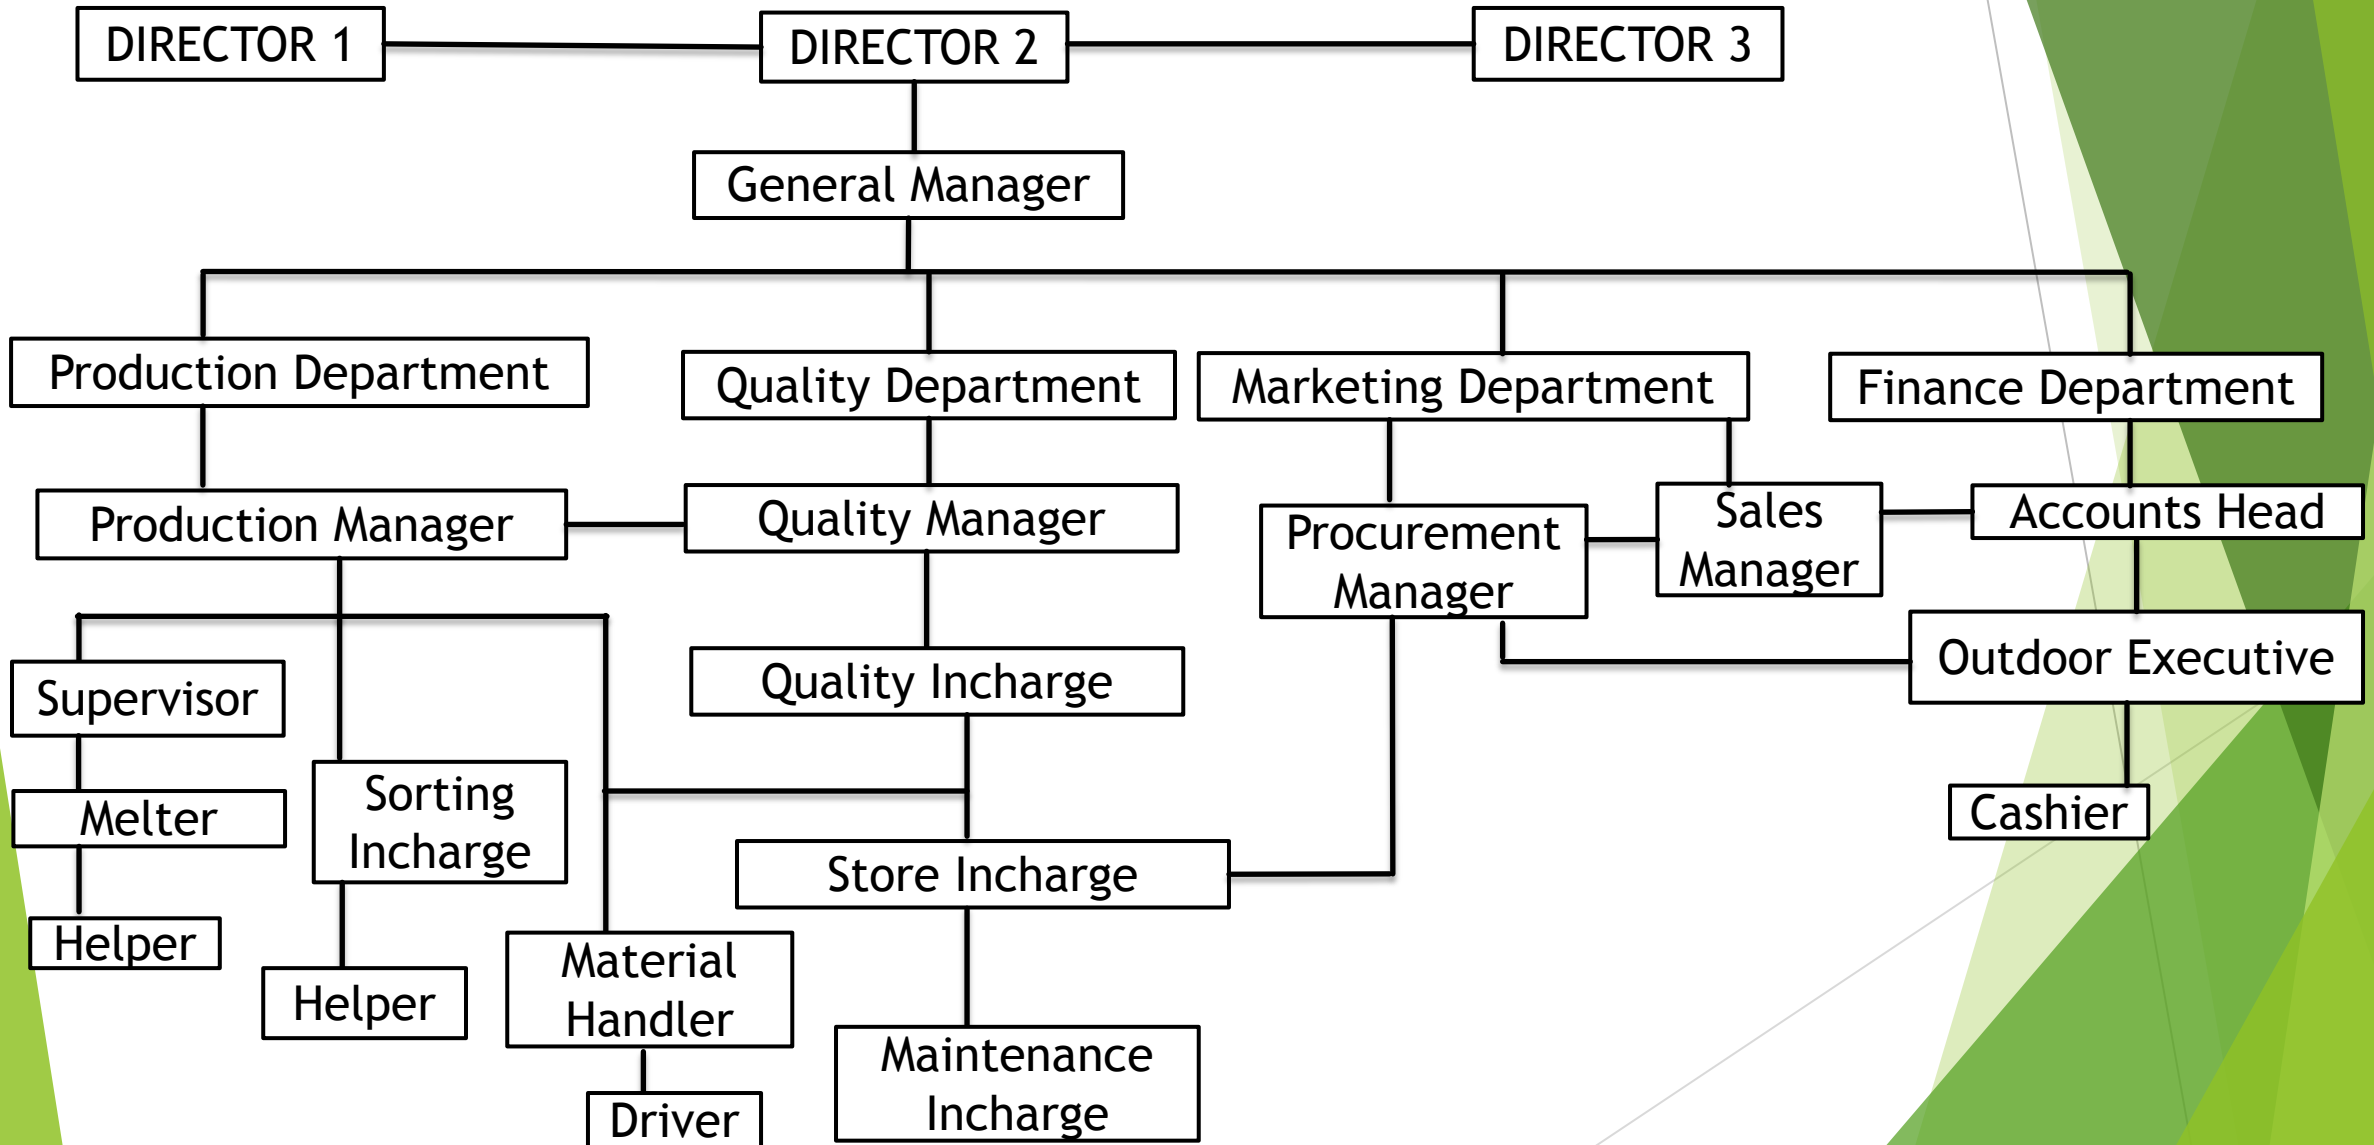 DIRECTOR 1
DIRECTOR 2
DIRECTOR 3
General Manager
Production Department
Quality Department
Marketing Department
Finance Department
Production Manager
Quality Manager
Procurement
Manager
Sales
Manager
Accounts Head
Supervisor
Quality Incharge
Outdoor Executive
Melter
Sorting
Incharge
Store Incharge
Cashier
Helper
Helper
Material
Handler
Maintenance
Incharge
Driver